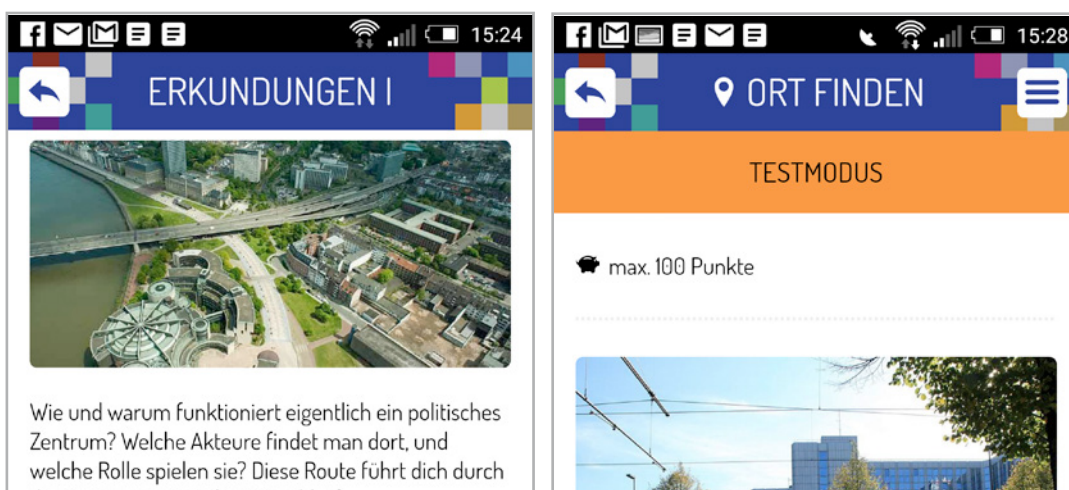 15:24
ERKUNDUNGEN I
Wie und warum funktioniert eigentlich ein politisches
Zentrum? Welche Akteure findet man dort, und
welche Rolle spielen sie? Diese Route führt dich durch
15:28
ORT FINDEN
TESTMODUS
max. 100 Punkte